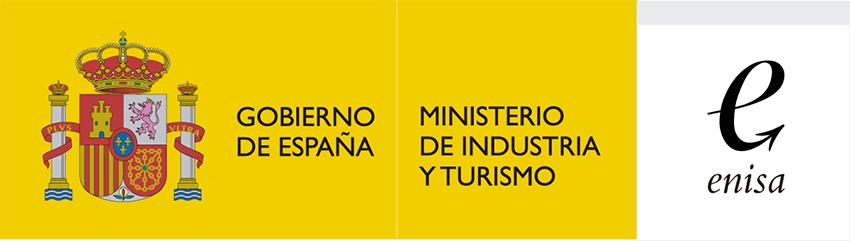 PLVS VLTRA
GOBIERNO
DE ESPAÑA
MINISTERIO
DE INDUSTRIA
Y TURISMO
e
enisa